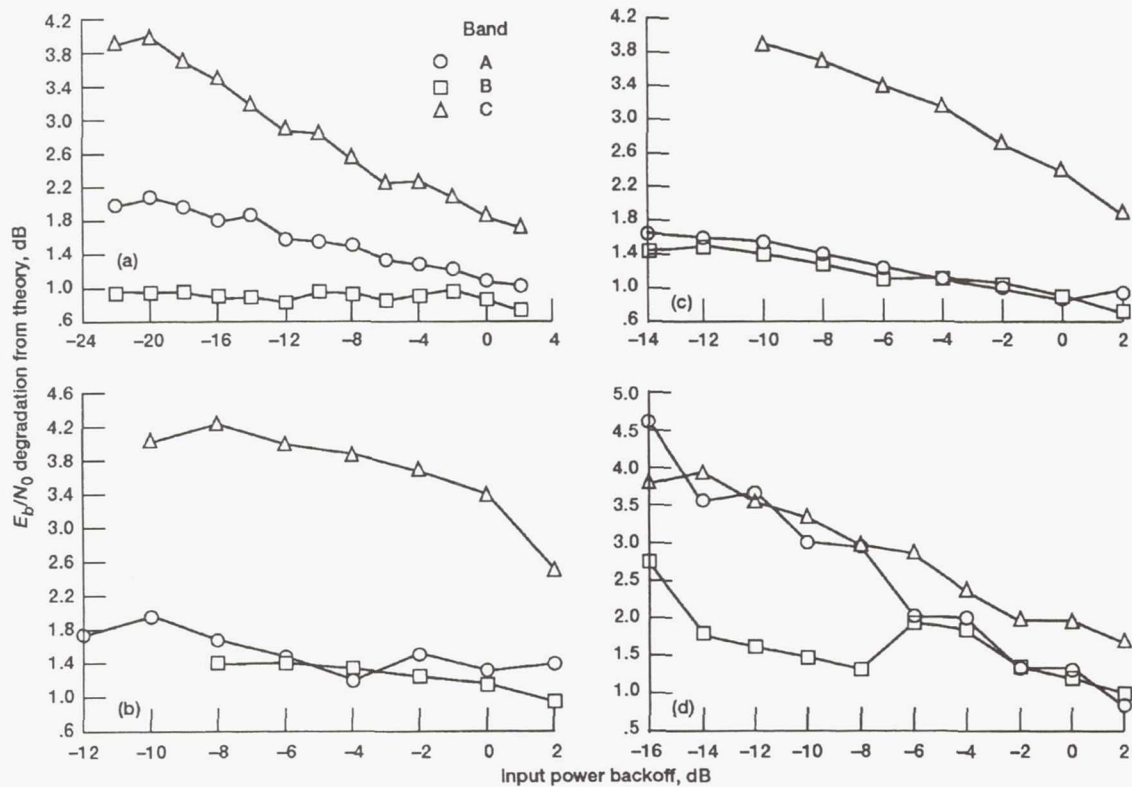 Band
A
B
C
4.2
3.8
3.4
3.0
2.6
2.2
1.8
1.4
1.0
.6
(a)
−24 −20 −16 −12 −8 −4 0 4
4.2
3.8
3.4
3.0
2.6
2.2
1.8
1.4
1.0
.6
(c)
−14 −12 −10 −8 −6 −4 −2 0 2
E_b/N_0 degradation from theory, dB
4.6
4.2
3.8
3.4
3.0
2.6
2.2
1.8
1.4
1.0
.6
(b)
−12 −10 −8 −6 −4 −2 0 2
5.0
4.5
4.0
3.5
3.0
2.5
2.0
1.5
1.0
.5
(d)
−16 −14 −12 −10 −8 −6 −4 −2 0 2
Input power backoff, dB